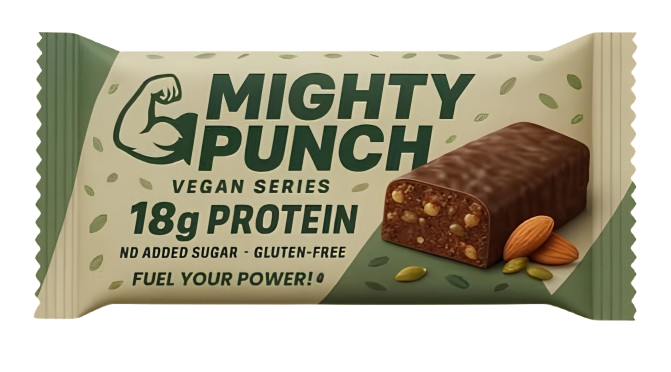 MIGHTY
PUNCH
VEGAN SERIES
18g PROTEIN
ND ADDED SUGAR - GLUTEN-FREE
FUEL YOUR POWER!